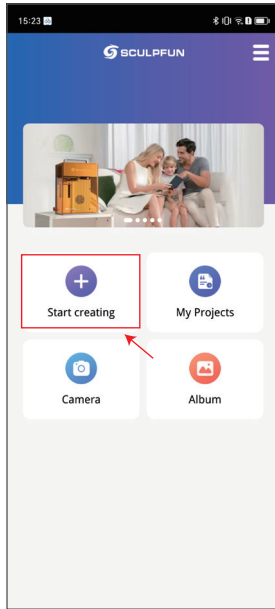 15:23
SCULPFUN
Start creating
My Projects
Camera
Album